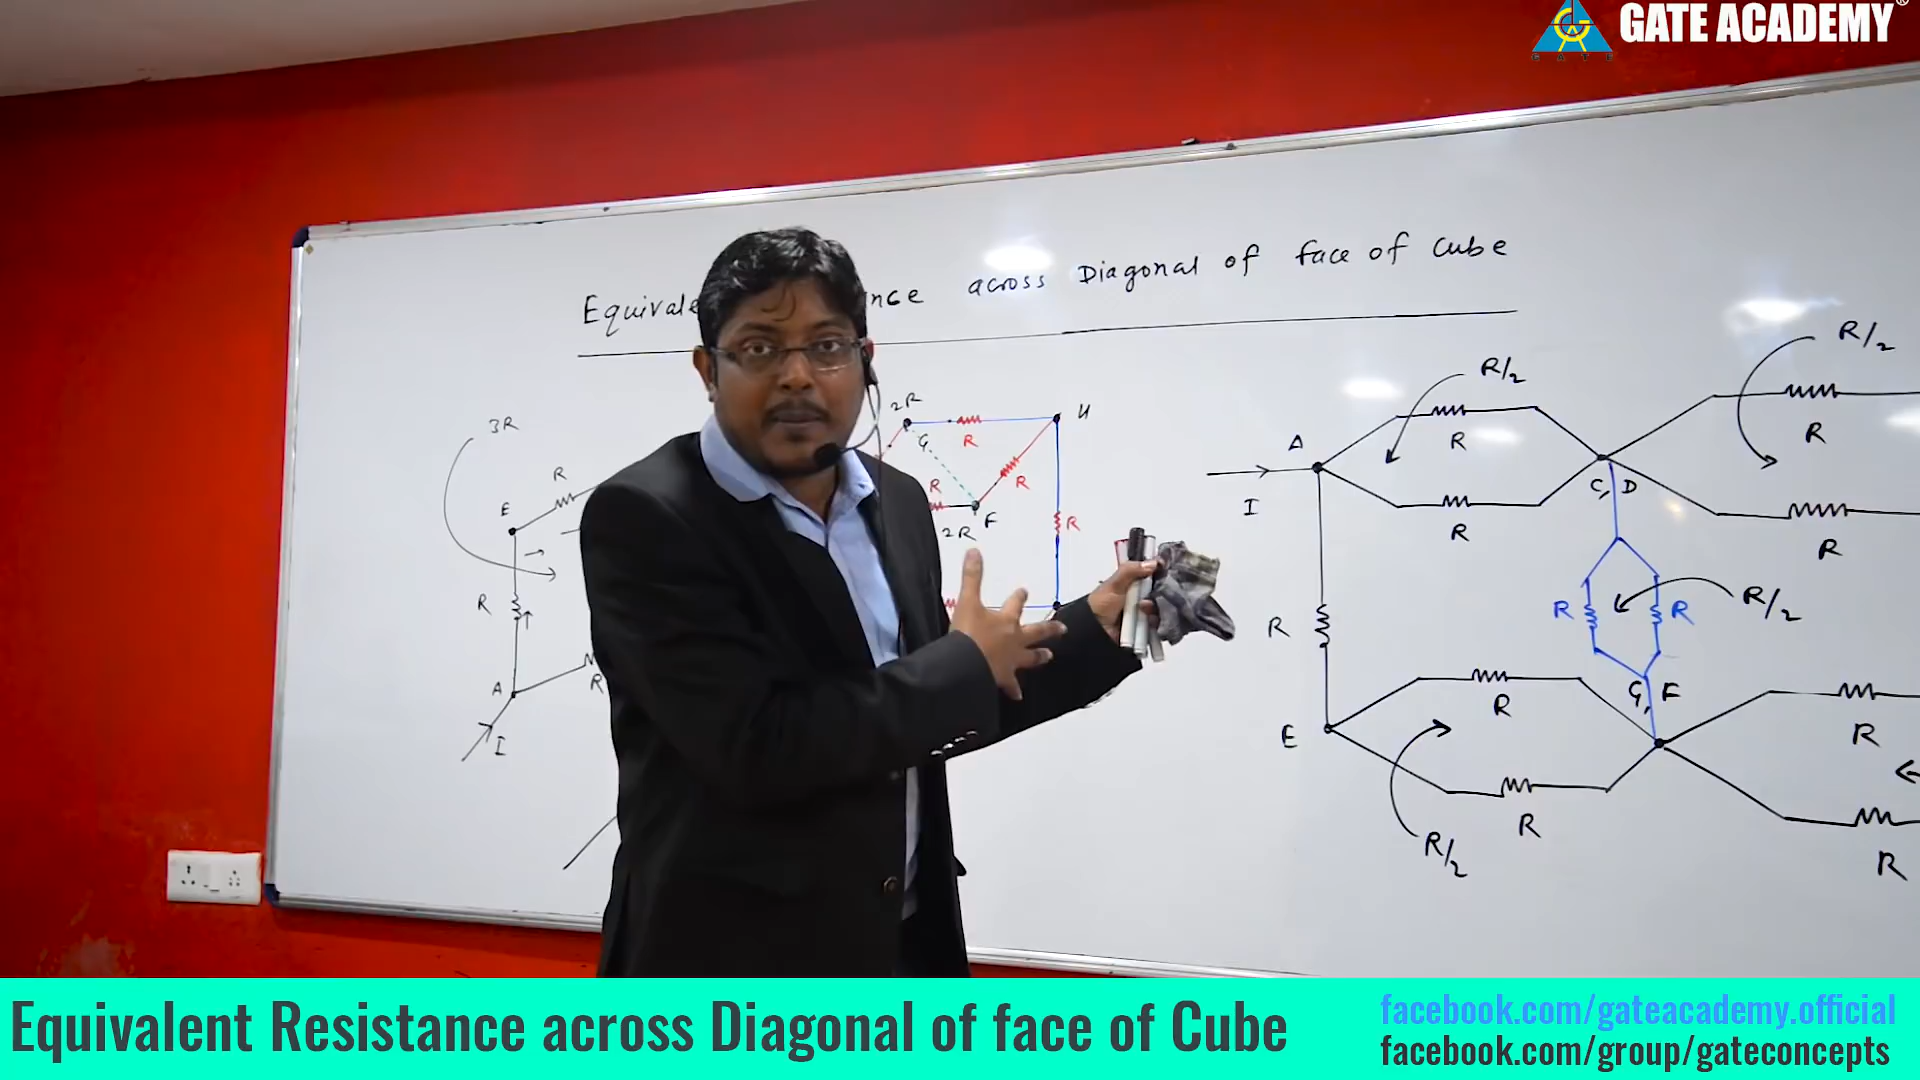 GATE ACADEMY®
GATE
Equivale nce across Diagonal of face of Cube
3R
E
R
R
A
R
I
2R
G
R
H
R
R
F
2R
R
A
I
R/2
R
R
C, D
R/2
R
R
R
R
R
R/2
G, F
E
R
R
R/2
R
R
Equivalent Resistance across Diagonal of face of Cube
facebook.com/gateacademy.official
facebook.com/group/gateconcepts